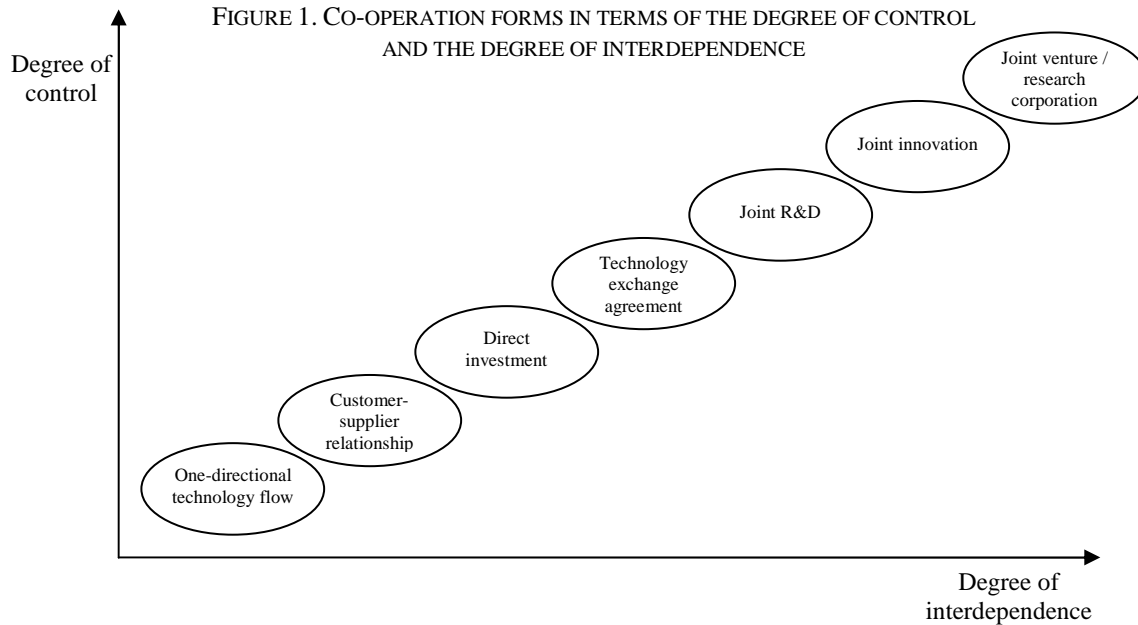 FIGURE 1. CO-OPERATION FORMS IN TERMS OF THE DEGREE OF CONTROL
AND THE DEGREE OF INTERDEPENDENCE
Degree of
control
Joint venture /
research
corporation
Joint innovation
Joint R&D
Technology
exchange
agreement
Direct
investment
Customer-
supplier
relationship
One-directional
technology flow
Degree of
interdependence